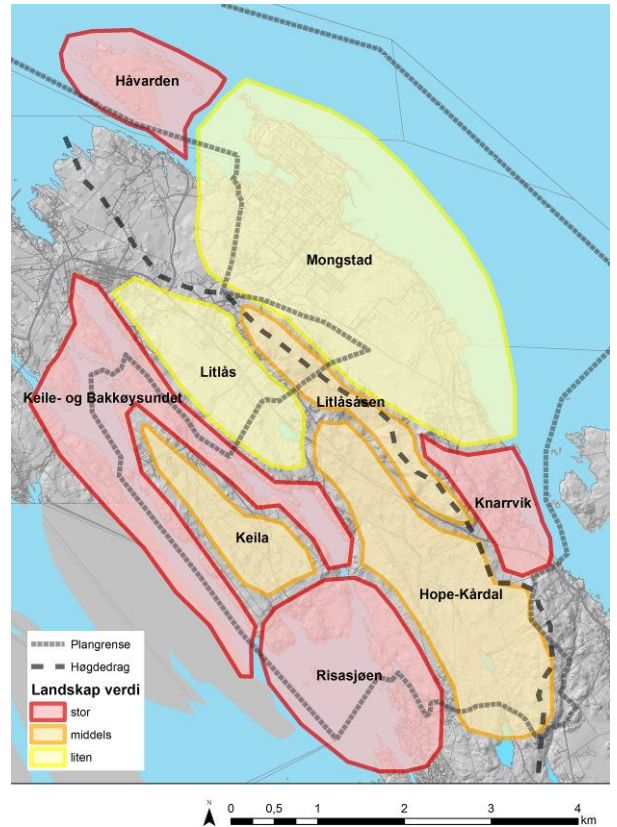 Håvarden
Mongstad
Litlås
Keile- og Bakkøysundet
Litlåsåsen
Knarrvik
Keila
Hope-Kårdal
Risasjøen
Plangrense
Høgdedrag
Landskap verdi
stor
middels
liten
N
0 0,5 1 2 3 4
km